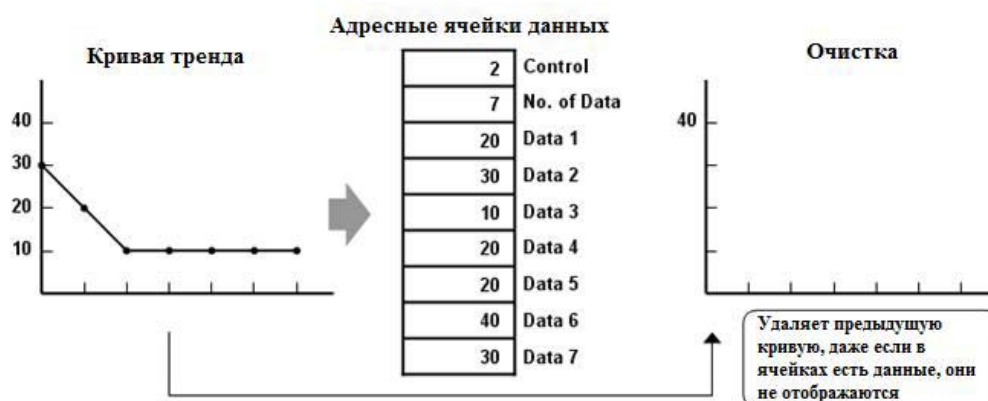 Адресные ячейки данных
Кривая тренда
Очистка
40
30
20
10
2 Control
7 No. of Data
20 Data 1
30 Data 2
10 Data 3
20 Data 4
20 Data 5
40 Data 6
30 Data 7
40
Удаляет предыдущую
кривую, даже если в
ячейках есть данные, они
не отображаются